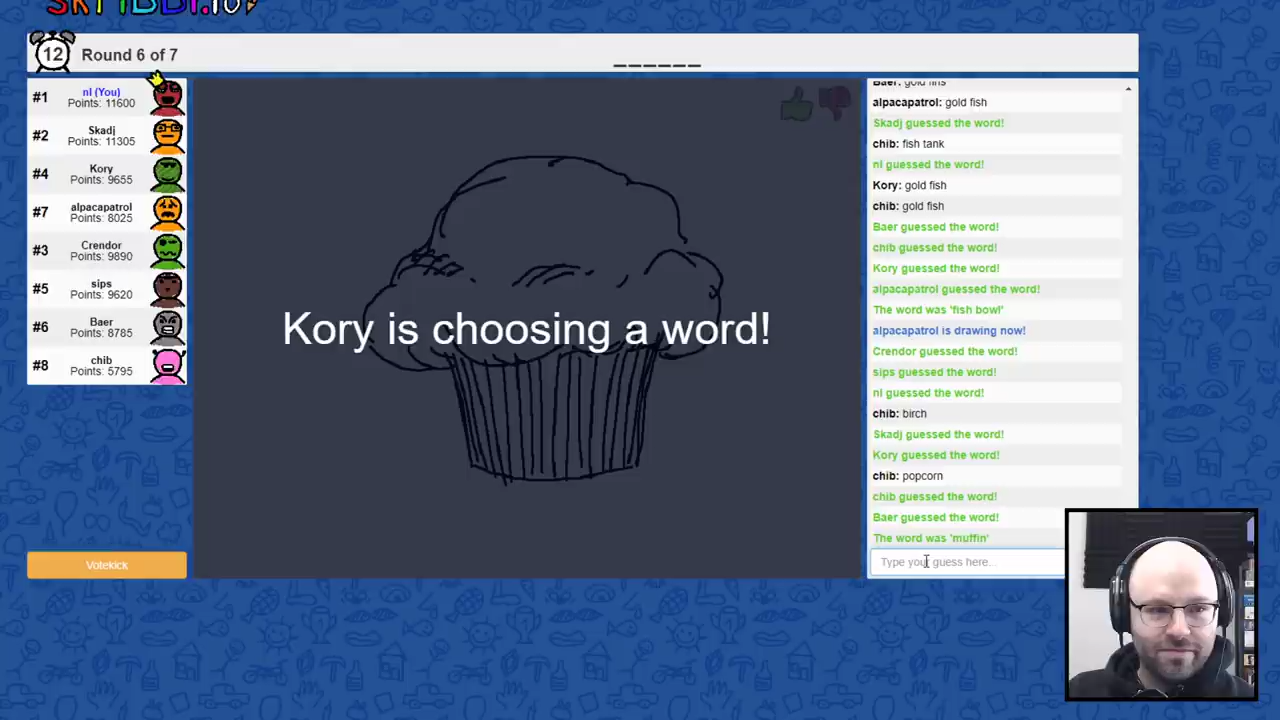 skribbl.io
12
Round 6 of 7
______
#1 nl (You)
Points: 11600
#2 Skadj
Points: 11305
#4 Kory
Points: 9655
#7 alpacapatrol
Points: 8025
#3 Crendor
Points: 9890
#5 sips
Points: 9620
#6 Baer
Points: 8785
#8 chib
Points: 5795
Votekick
Kory is choosing a word!
Baer: gold fins
alpacapatrol: gold fish
Skadj guessed the word!
chib: fish tank
nl guessed the word!
Kory: gold fish
chib: gold fish
Baer guessed the word!
chib guessed the word!
Kory guessed the word!
alpacapatrol guessed the word!
The word was 'fish bowl'
alpacapatrol is drawing now!
Crendor guessed the word!
sips guessed the word!
nl guessed the word!
chib: birch
Skadj guessed the word!
Kory guessed the word!
chib: popcorn
chib guessed the word!
Baer guessed the word!
The word was 'muffin'
Type your guess here...